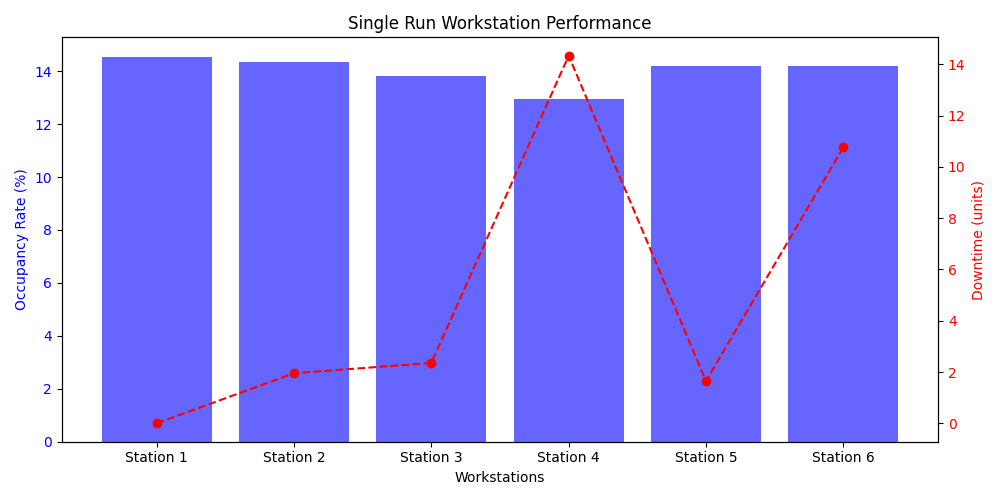 Single Run Workstation Performance
Occupancy Rate (%)
14
12
10
8
6
4
2
0
Station 1
Station 2
Station 3
Station 4
Station 5
Station 6
Workstations
14
12
10
8
6
4
2
0
Downtime (units)